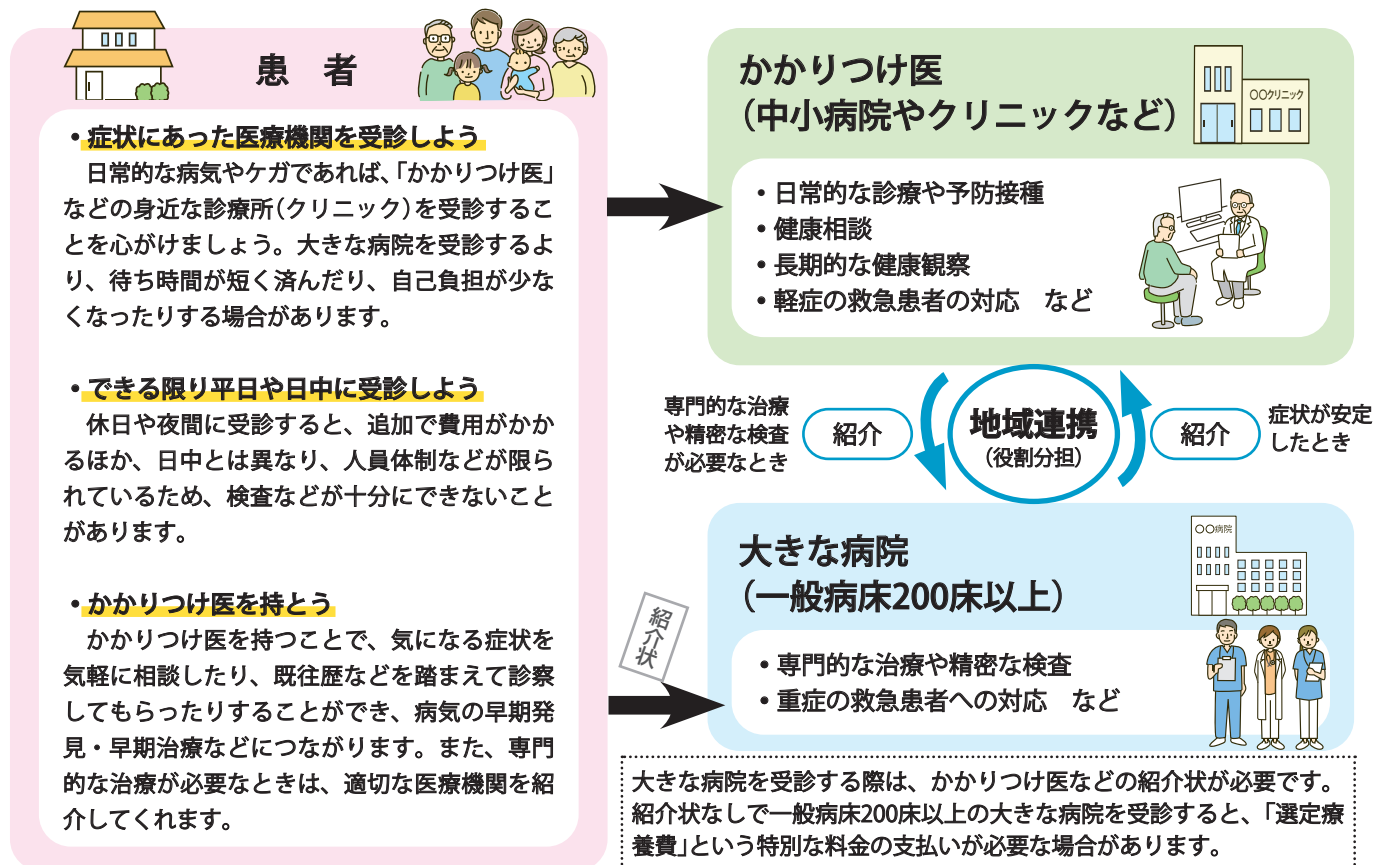 患　者
・症状にあった医療機関を受診しよう
日常的な病気やケガであれば、「かかりつけ医」
などの身近な診療所（クリニック）を受診するこ
とを心がけましょう。大きな病院を受診するよ
り、待ち時間が短く済んだり、自己負担が少な
くなったりする場合があります。
・できる限り平日や日中に受診しよう
休日や夜間に受診すると、追加で費用がかか
るほか、日中とは異なり、人員体制などが限ら
れているため、検査などが十分にできないこと
があります。
・かかりつけ医を持とう
かかりつけ医を持つことで、気になる症状を
気軽に相談したり、既往歴などを踏まえて診察
してもらったりすることができ、病気の早期発
見・早期治療などにつながります。また、専門
的な治療が必要なときは、適切な医療機関を紹
介してくれます。
かかりつけ医
（中小病院やクリニックなど）
〇〇クリニック
・日常的な診療や予防接種
・健康相談
・長期的な健康観察
・軽症の救急患者の対応　など
専門的な治療
や精密な検査
が必要なとき
紹介
地域連携
（役割分担）
紹介
症状が安定
したとき
大きな病院
（一般病床200床以上）
〇〇病院
紹介状
・専門的な治療や精密な検査
・重症の救急患者への対応　など
大きな病院を受診する際は、かかりつけ医などの紹介状が必要です。
紹介状なしで一般病床200床以上の大きな病院を受診すると、「選定療
養費」という特別な料金の支払いが必要な場合があります。